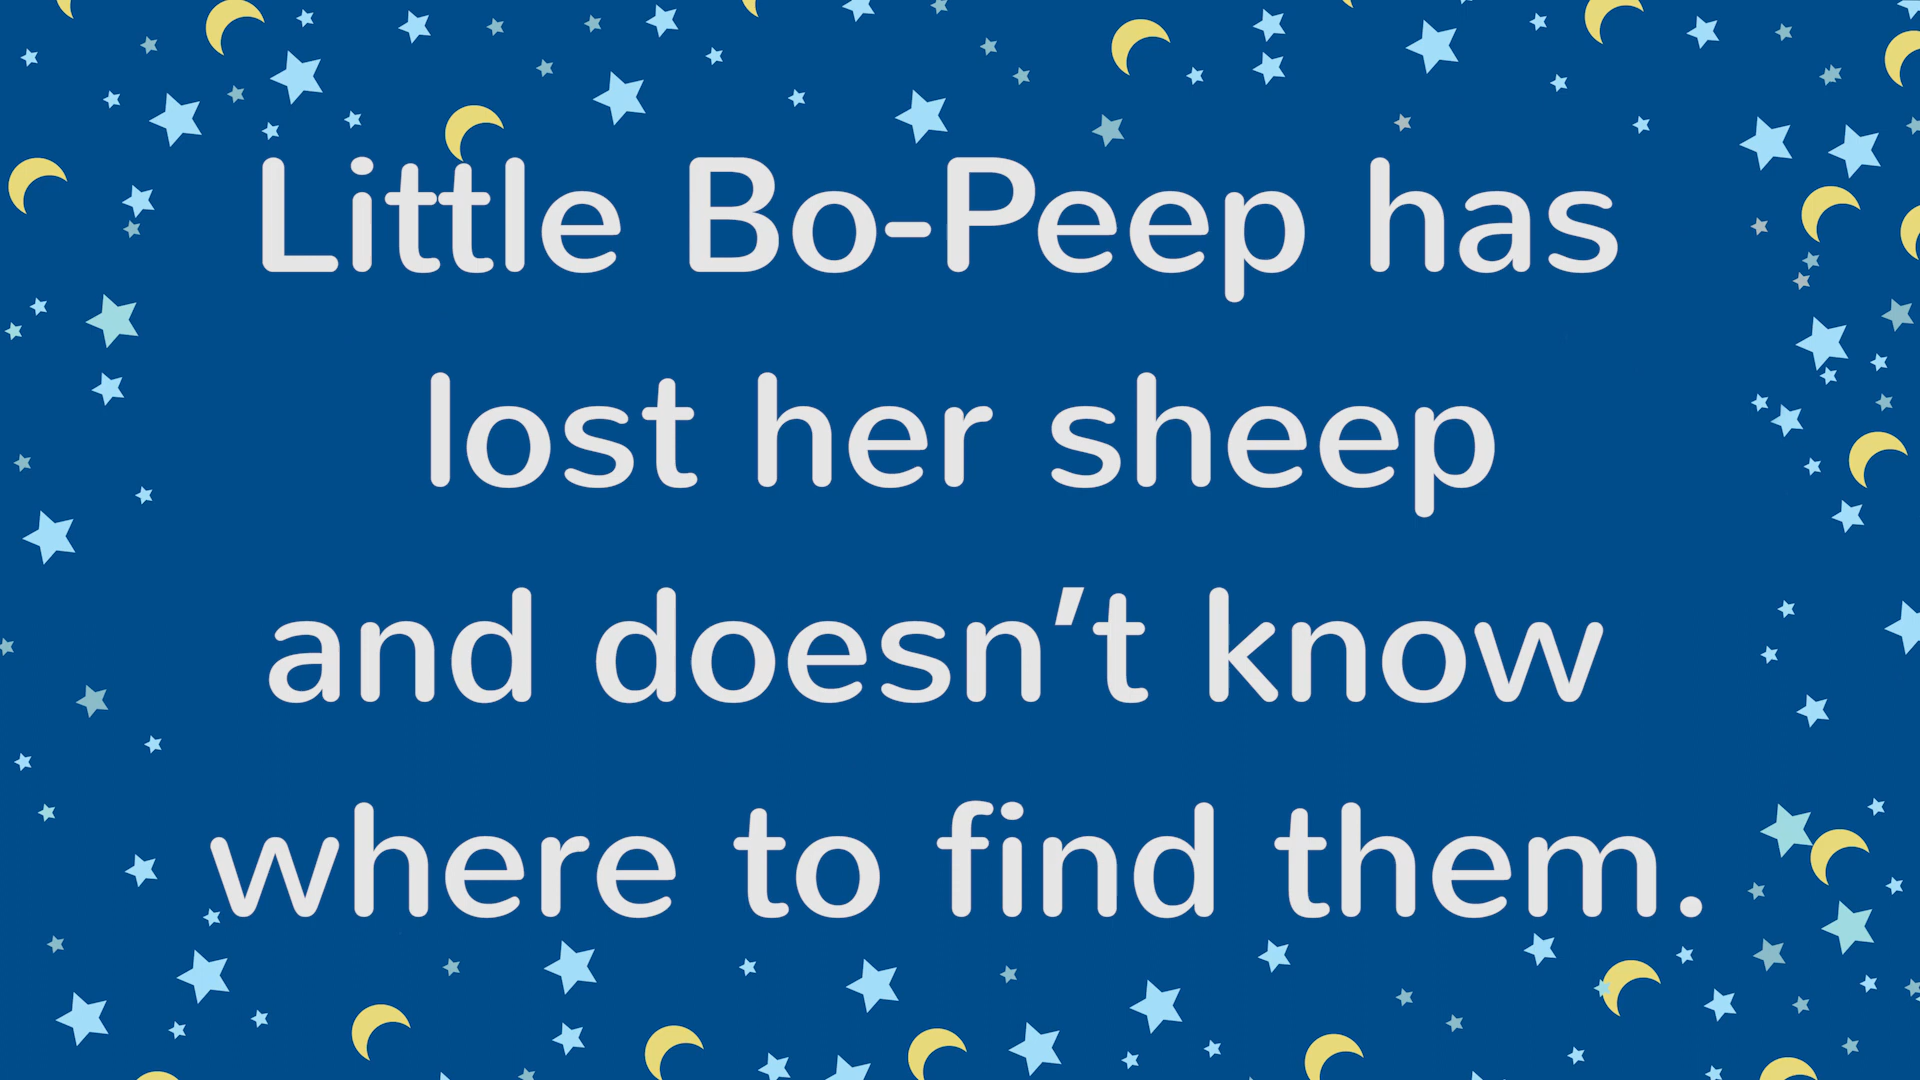 Little Bo-Peep has
lost her sheep
and doesn't know
where to find them.